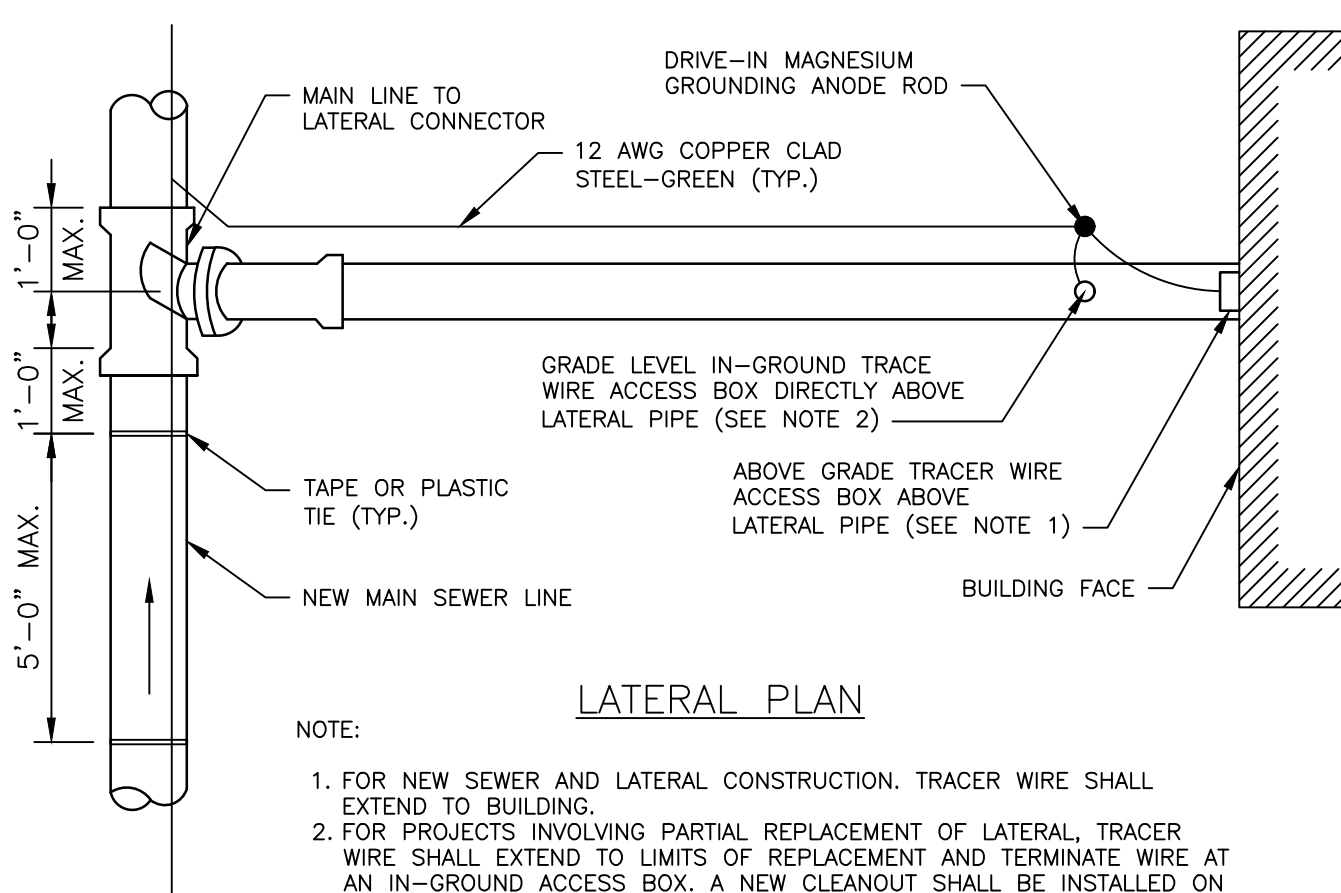 DRIVE-IN MAGNESIUM
GROUNDING ANODE ROD
MAIN LINE TO
LATERAL CONNECTOR
12 AWG COPPER CLAD
STEEL-GREEN (TYP.)
1'-0"
MAX.
1'-0"
MAX.
5'-0" MAX.
GRADE LEVEL IN-GROUND TRACE
WIRE ACCESS BOX DIRECTLY ABOVE
LATERAL PIPE (SEE NOTE 2)
ABOVE GRADE TRACER WIRE
ACCESS BOX ABOVE
LATERAL PIPE (SEE NOTE 1)
TAPE OR PLASTIC
TIE (TYP.)
NEW MAIN SEWER LINE
BUILDING FACE
LATERAL PLAN
NOTE:
1. FOR NEW SEWER AND LATERAL CONSTRUCTION. TRACER WIRE SHALL
EXTEND TO BUILDING.
2. FOR PROJECTS INVOLVING PARTIAL REPLACEMENT OF LATERAL, TRACER
WIRE SHALL EXTEND TO LIMITS OF REPLACEMENT AND TERMINATE WIRE AT
AN IN-GROUND ACCESS BOX. A NEW CLEANOUT SHALL BE INSTALLED ON